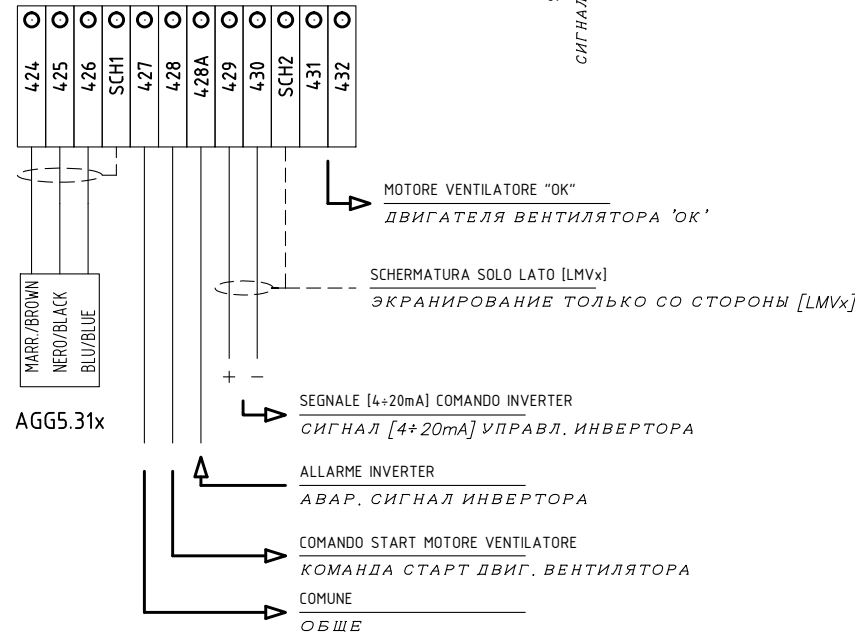 СИГНАЛ
424 425 426 SCH1 427 428 428A 429 430 SCH2 431 432
MOTORE VENTILATORE "OK"
ДВИГАТЕЛЯ ВЕНТИЛЯТОРА 'OK'
SCHERMATURA SOLO LATO [LMVx]
ЭКРАНИРОВАНИЕ ТОЛЬКО СО СТОРОНЫ [LMVx]
MARR./BROWN
NERO/BLACK
BLU/BLUE
+ −
AGG5.31x
SEGNALE [4÷20mA] COMANDO INVERTER
СИГНАЛ [4÷20mA] УПРАВЛ. ИНВЕРТОРА
ALLARME INVERTER
АВАР. СИГНАЛ ИНВЕРТОРА
COMANDO START MOTORE VENTILATORE
КОМАНДА СТАРТ ДВИГ. ВЕНТИЛЯТОРА
COMUNE
ОБЩЕ